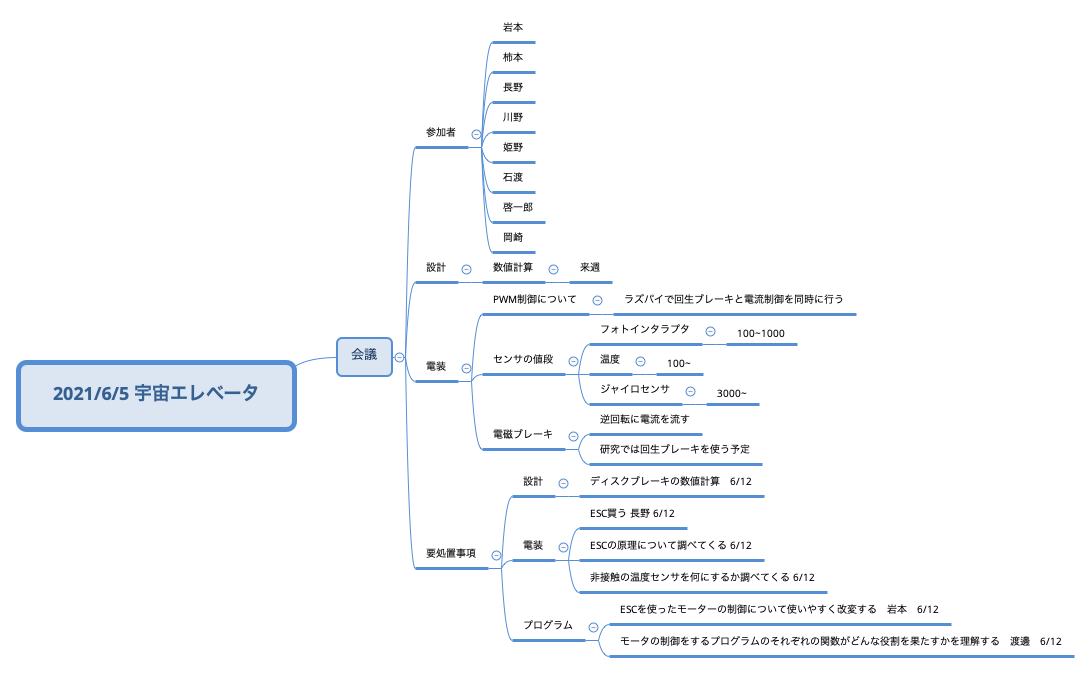 2021/6/5 宇宙エレベータ
会議
参加者
岩本
柿本
長野
川野
姫野
石渡
啓一郎
岡崎
設計
数値計算
来週
電装
PWM制御について
ラズパイで回生ブレーキと電流制御を同時に行う
センサの値段
フォトインタラプタ
100~1000
温度
100~
ジャイロセンサ
3000~
電磁ブレーキ
逆回転に電流を流す
研究では回生ブレーキを使う予定
要処置事項
設計
ディスクブレーキの数値計算　6/12
電装
ESC買う 長野 6/12
ESCの原理について調べてくる 6/12
非接触の温度センサを何にするか調べてくる 6/12
プログラム
ESCを使ったモーターの制御について使いやすく改変する　岩本　6/12
モータの制御をするプログラムのそれぞれの関数がどんな役割を果たすかを理解する　渡邊　6/12